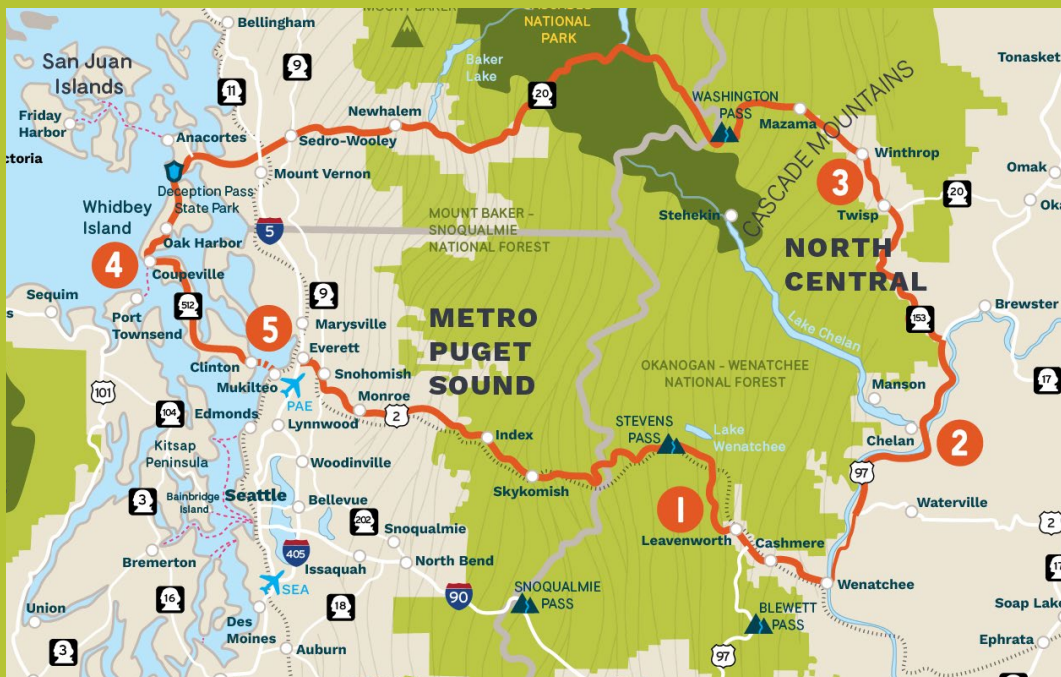 MOUNT BAKER
CASCADES
NATIONAL
PARK
Bellingham
9
Baker
Lake
San Juan
Islands
11
20
Tonasket
Friday
Harbor
Newhalem
WASHINGTON
PASS
Mazama
Anacortes
Sedro-Wooley
CASCADE MOUNTAINS
ctoria
Winthrop
Mount Vernon
3
Omak
Deception Pass
State Park
20
Twisp
Whidbey
Island
Stehekin
MOUNT BAKER -
SNOQUALMIE
NATIONAL FOREST
5
Oak Harbor
NORTH
CENTRAL
4
Coupeville
Sequim
9
Lake Chelan
Brewster
512
Port
Townsend
5
Marysville
METRO
PUGET
SOUND
153
Everett
Clinton
Snohomish
OKANOGAN - WENATCHEE
NATIONAL FOREST
17
Mukilteo
Manson
101
PAE
Monroe
2
Edmonds
104
Lynnwood
STEVENS
PASS
Lake
Wenatchee
Chelan
2
Index
Kitsap
Peninsula
Woodinville
97
Skykomish
3
Bainbridge
Island
Seattle
Bellevue
1
Waterville
202
Snoqualmie
2
Leavenworth
Cashmere
405
Bremerton
Issaquah
North Bend
SEA
Wenatchee
17
16
18
90
SNOQUALMIE
PASS
Union
Des
Moines
BLEWETT
PASS
Soap Lake
3
Auburn
97
Ephrata